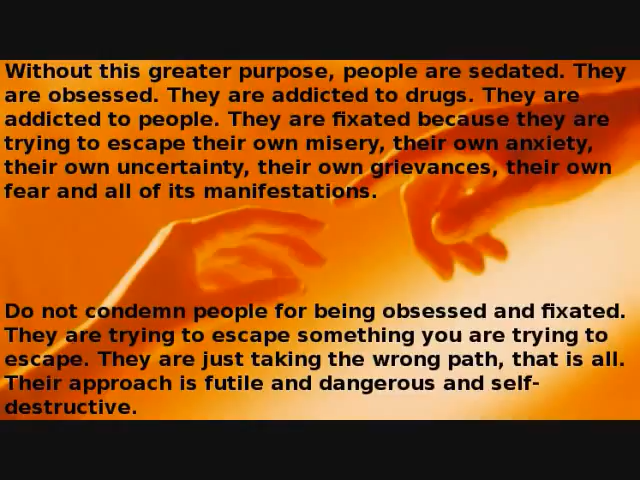 Without this greater purpose, people are sedated. They
are obsessed. They are addicted to drugs. They are
addicted to people. They are fixated because they are
trying to escape their own misery, their own anxiety,
their own uncertainty, their own grievances, their own
fear and all of its manifestations.
Do not condemn people for being obsessed and fixated.
They are trying to escape something you are trying to
escape. They are just taking the wrong path, that is all.
Their approach is futile and dangerous and self-
destructive.